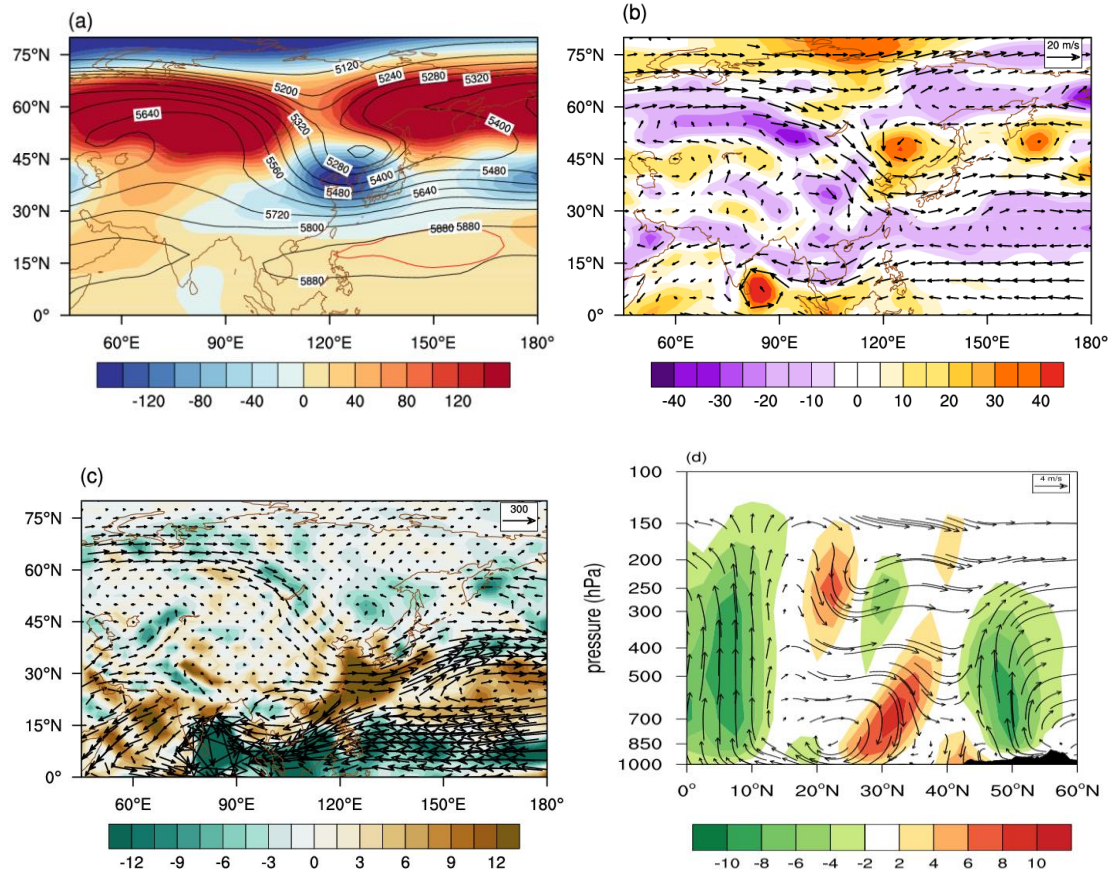 (a)
75°N
60°N
45°N
30°N
15°N
0°
5120
5200
5240
5280
5320
5640
5320
5400
5560
5280
5400
5480
5480
5640
5720
5800
5880
5880
5880
60°E
90°E
120°E
150°E
180°
-120
-80
-40
0
40
80
120
(b)
20 m/s
75°N
60°N
45°N
30°N
15°N
0°
60°E
90°E
120°E
150°E
180°
-40
-30
-20
-10
0
10
20
30
40
(c)
300
75°N
60°N
45°N
30°N
15°N
0°
60°E
90°E
120°E
150°E
180°
-12
-9
-6
-3
0
3
6
9
12
(d)
4 m/s
pressure (hPa)
100
150
200
250
300
400
500
700
850
1000
0°
10°N
20°N
30°N
40°N
50°N
60°N
-10
-8
-6
-4
-2
2
4
6
8
10